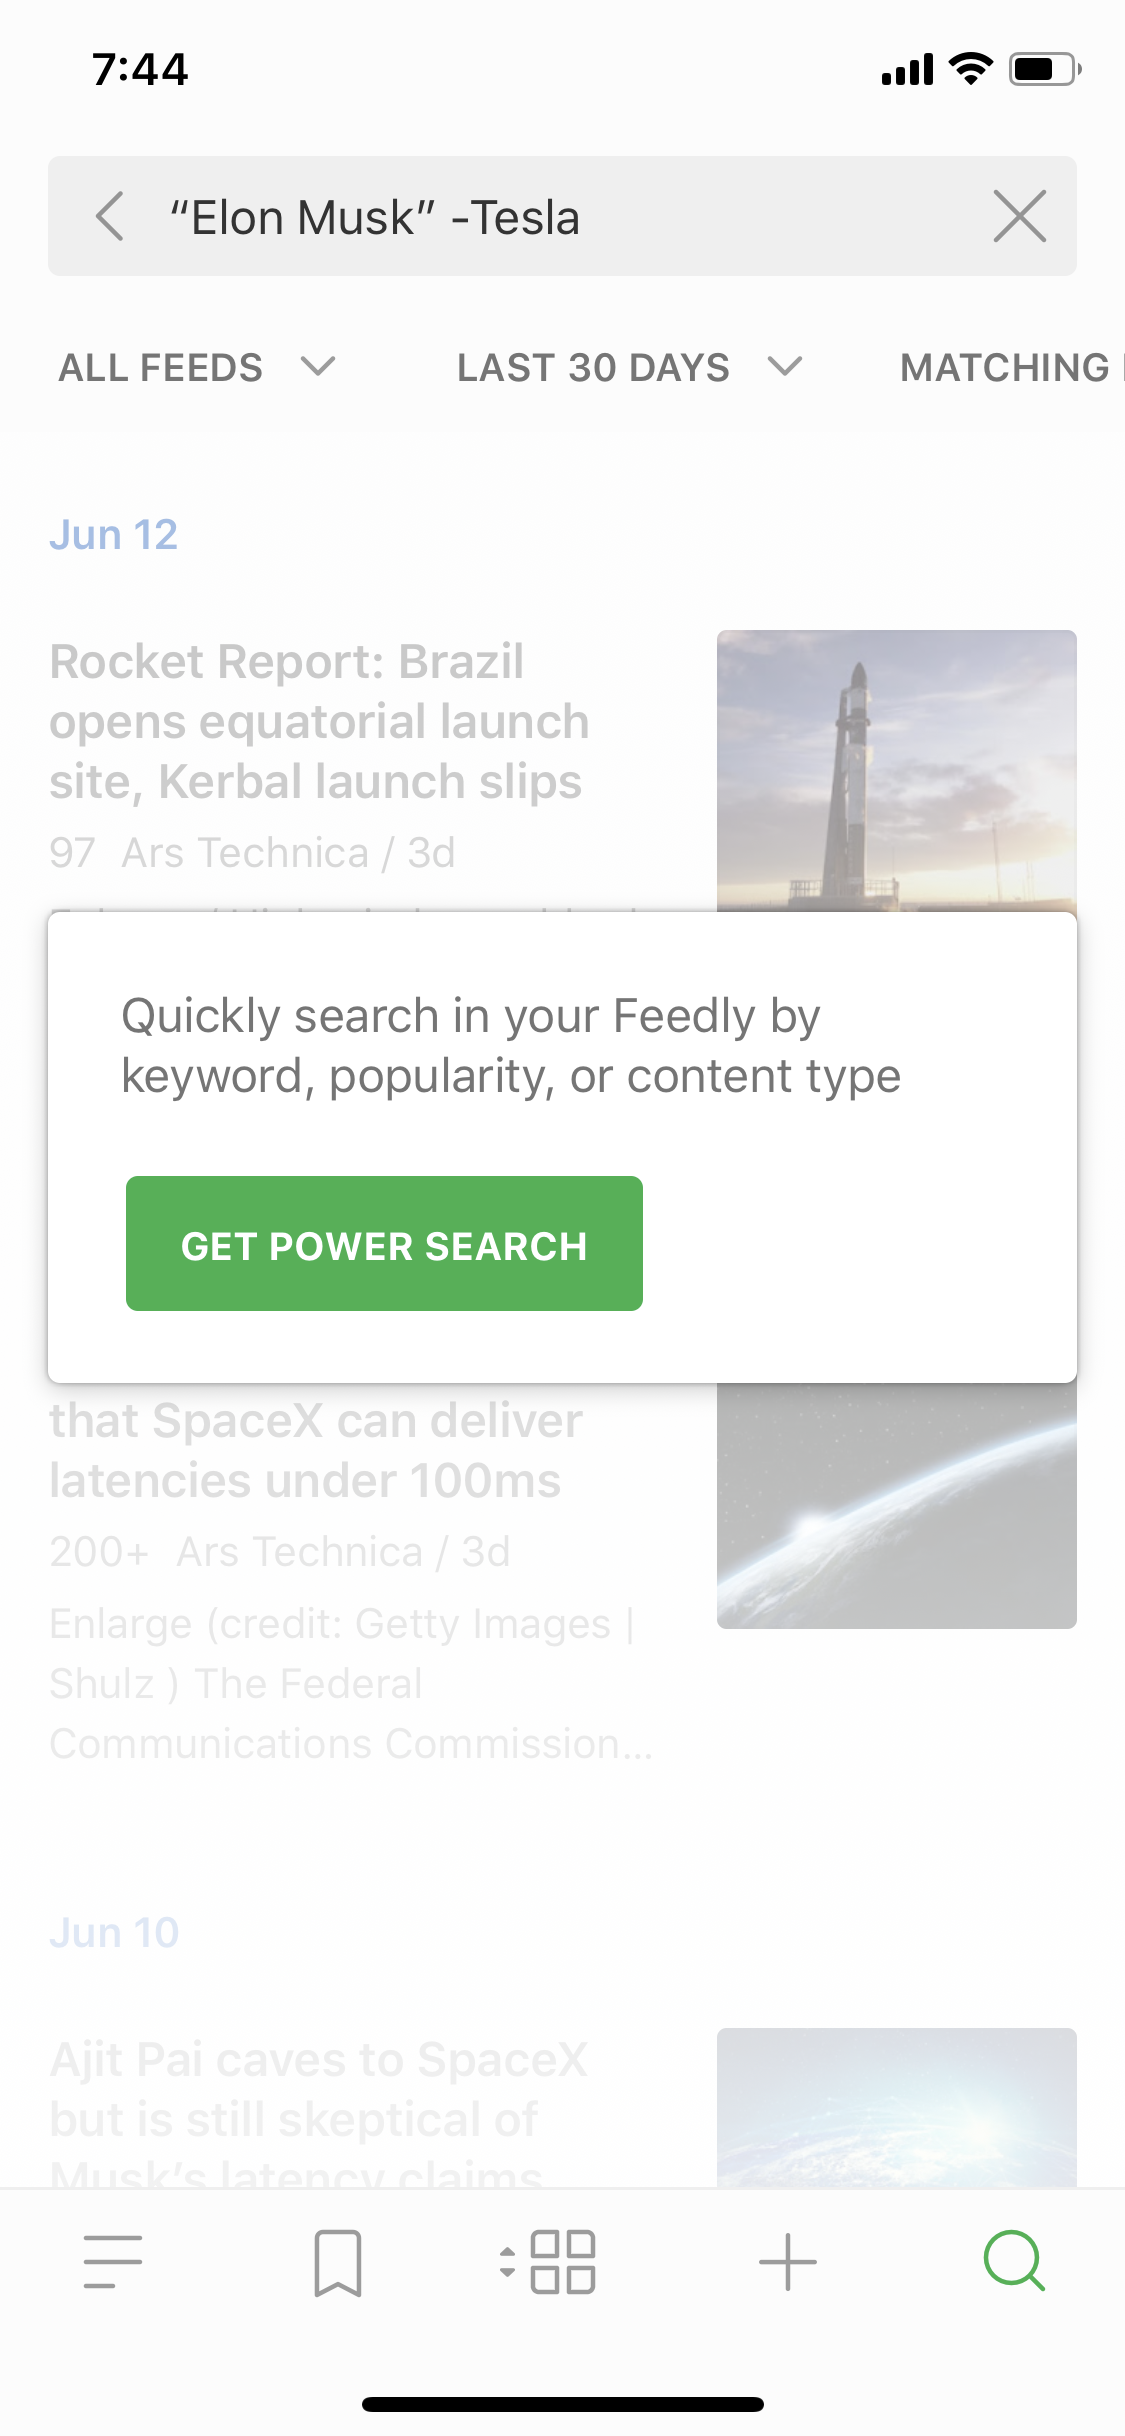 7:44
“Elon Musk” -Tesla
ALL FEEDS LAST 30 DAYS MATCHING
Jun 12
Rocket Report: Brazil
opens equatorial launch
site, Kerbal launch slips
97 Ars Technica / 3d
Quickly search in your Feedly by
keyword, popularity, or content type
GET POWER SEARCH
that SpaceX can deliver
latencies under 100ms
200+ Ars Technica / 3d
Enlarge (credit: Getty Images |
Shulz ) The Federal
Communications Commission...
Jun 10
Ajit Pai caves to SpaceX
but is still skeptical of
Musk’s latency claims